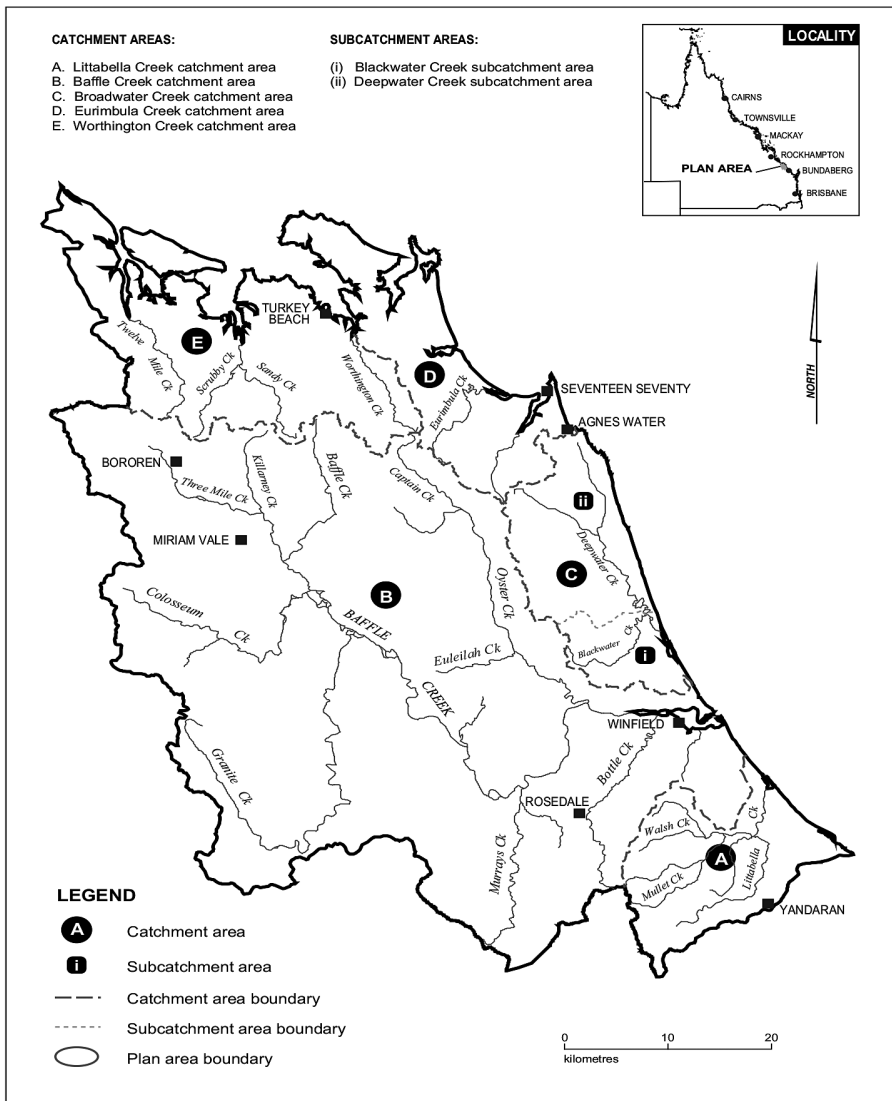 CATCHMENT AREAS:
A. Littabella Creek catchment area
B. Baffle Creek catchment area
C. Broadwater Creek catchment area
D. Eurimbula Creek catchment area
E. Worthington Creek catchment area
SUBCATCHMENT AREAS:
(i) Blackwater Creek subcatchment area
(ii) Deepwater Creek subcatchment area
LOCALITY
CAIRNS
TOWNSVILLE
MACKAY
ROCKHAMPTON
PLAN AREA
BUNDABERG
BRISBANE
NORTH
TURKEY
BEACH
Twelve
Mile Ck
E
Scrubby Ck
Sandy Ck
Worthington Ck
D
Eurimbula Ck
SEVENTEEN SEVENTY
AGNES WATER
BOROREN
Three Mile Ck
Killarney Ck
Baffle Ck
Captain Ck
ii
MIRIAM VALE
Deepwater Ck
C
Oyster Ck
B
Colosseum
Ck
BAFFLE
CREEK
Euleilah Ck
Blackwater
Ck
i
WINFIELD
Granite
Ck
Bottle Ck
ROSEDALE
Murrays Ck
Walsh Ck
A
Mullet Ck
Littabella
Ck
YANDARAN
LEGEND
A Catchment area
i Subcatchment area
Catchment area boundary
Subcatchment area boundary
Plan area boundary
0 10 20
kilometres